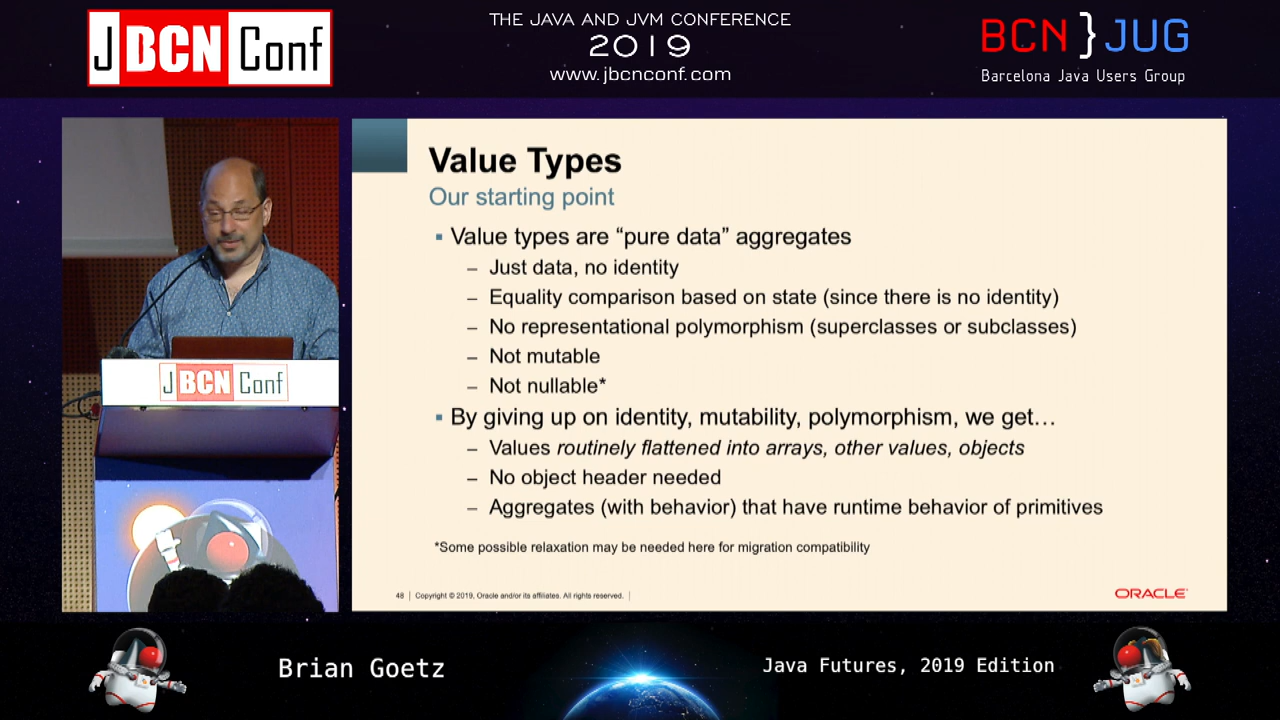 JBCNConf
THE JAVA AND JVM CONFERENCE
2019
www.jbcnconf.com
BCN}JUG
Barcelona Java Users Group
Value Types
Our starting point
▪ Value types are “pure data” aggregates
– Just data, no identity
– Equality comparison based on state (since there is no identity)
– No representational polymorphism (superclasses or subclasses)
– Not mutable
– Not nullable*
▪ By giving up on identity, mutability, polymorphism, we get…
– Values routinely flattened into arrays, other values, objects
– No object header needed
– Aggregates (with behavior) that have runtime behavior of primitives
*Some possible relaxation may be needed here for migration compatibility
48 | Copyright © 2019, Oracle and/or its affiliates. All rights reserved. |
ORACLE
JBCNConf
Brian Goetz
Java Futures, 2019 Edition